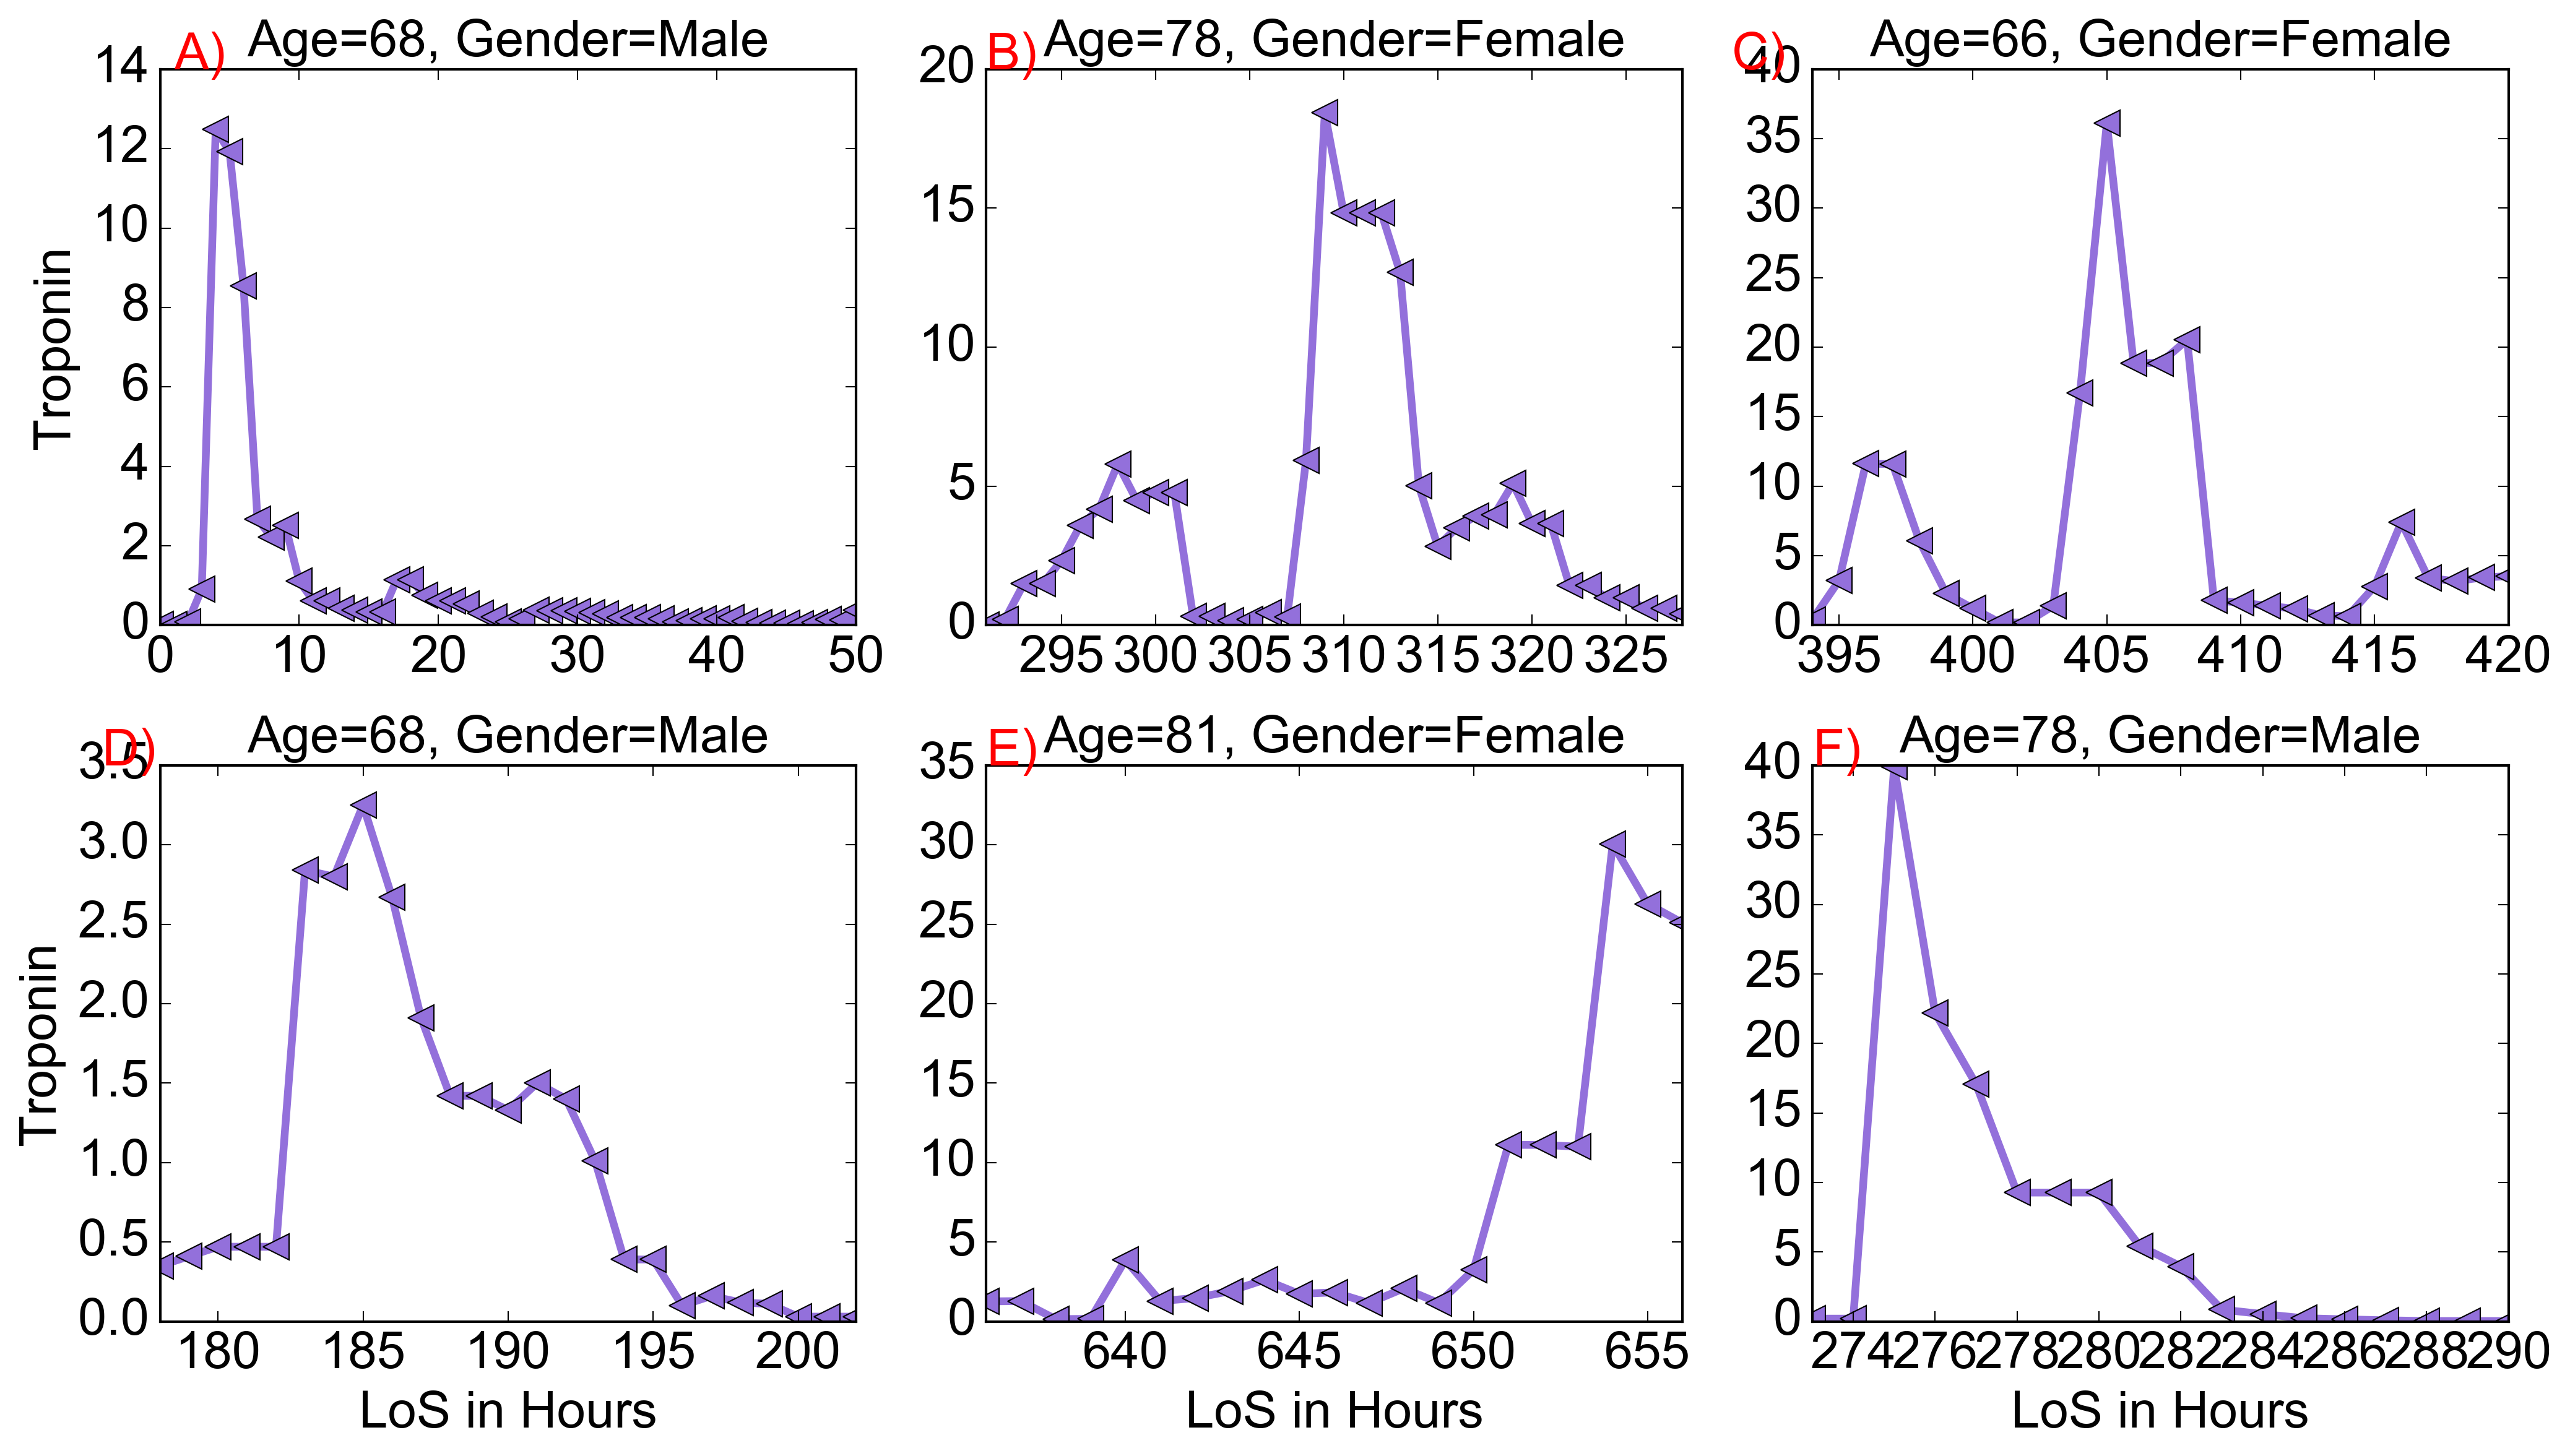 A) Age=68, Gender=Male
14
12
10
8
6
4
2
0
Troponin
0 10 20 30 40 50
B) Age=78, Gender=Female
20
15
10
5
0
295 300 305 310 315 320 325
C) Age=66, Gender=Female
40
35
30
25
20
15
10
5
0
395 400 405 410 415 420
D) Age=68, Gender=Male
3.5
3.0
2.5
2.0
1.5
1.0
0.5
0.0
Troponin
180 185 190 195 200
LoS in Hours
E) Age=81, Gender=Female
35
30
25
20
15
10
5
0
640 645 650 655
LoS in Hours
F) Age=78, Gender=Male
40
35
30
25
20
15
10
5
0
274 276 278 280 282 284 286 288 290
LoS in Hours